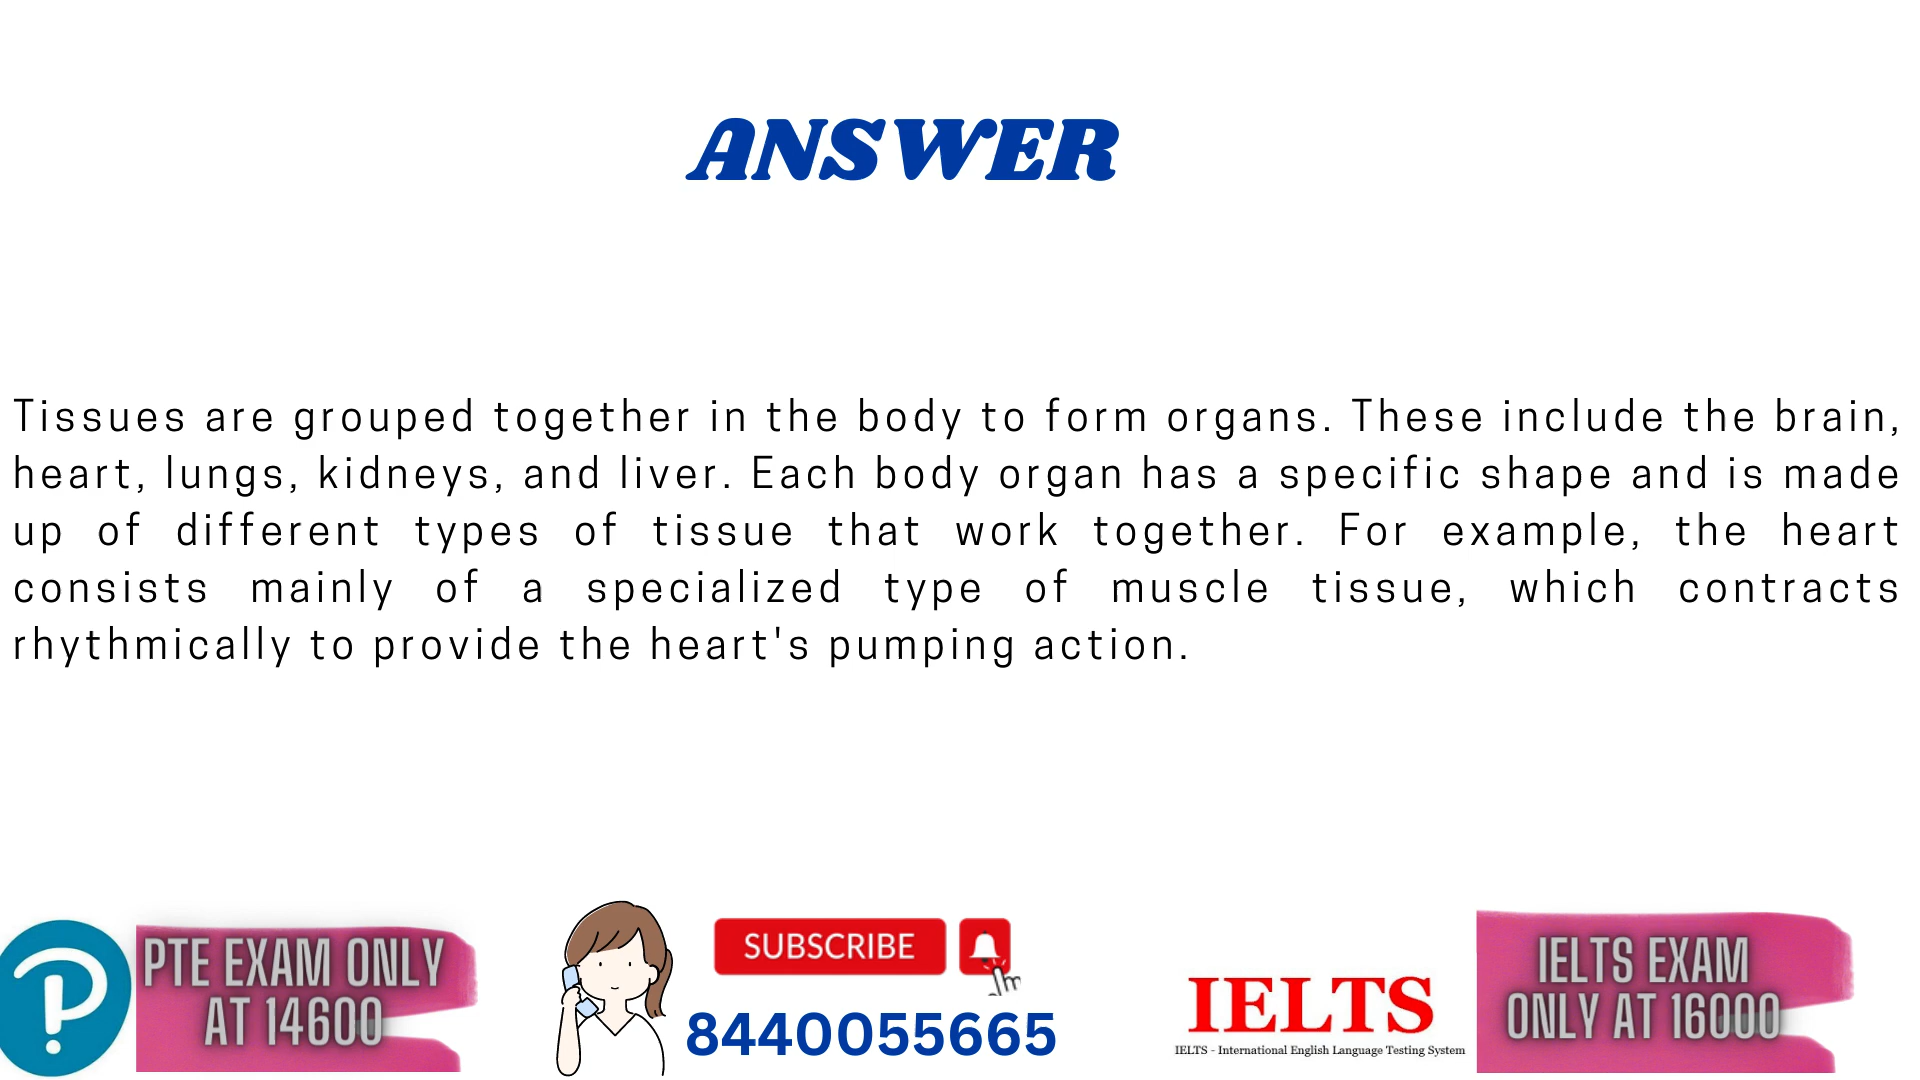 ANSWER
Tissues are grouped together in the body to form organs. These include the brain,
heart, lungs, kidneys, and liver. Each body organ has a specific shape and is made
up of different types of tissue that work together. For example, the heart
consists mainly of a specialized type of muscle tissue, which contracts
rhythmically to provide the heart's pumping action.
PTE EXAM ONLY
AT 14600
SUBSCRIBE
8440055665
IELTS
IELTS - International English Language Testing System
IELTS EXAM
ONLY AT 16000